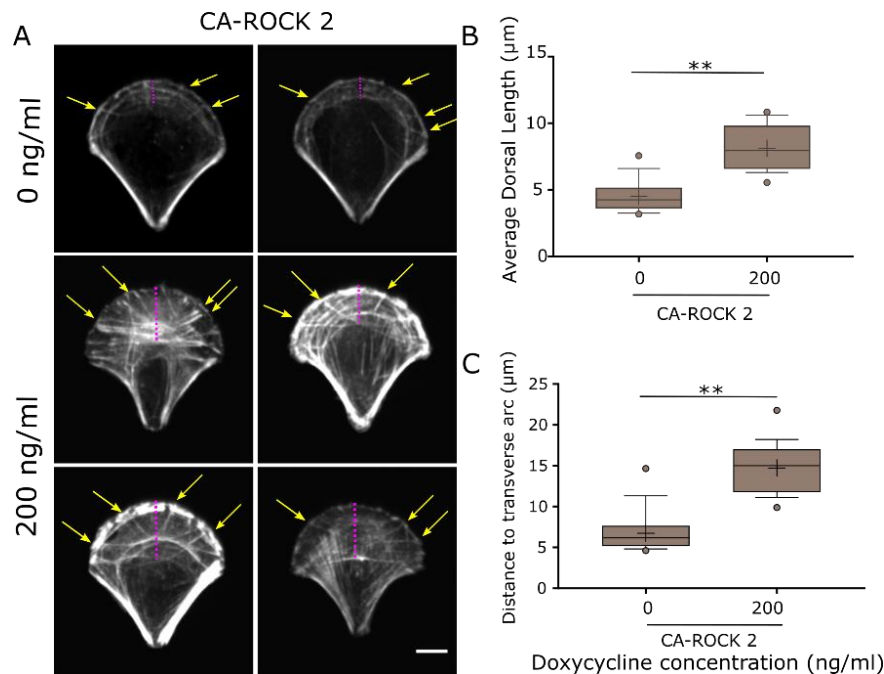 CA-ROCK 2
A
0 ng/ml
200 ng/ml
B
Average Dorsal Length (µm)
15
10
5
0
**
0
200
CA-ROCK 2
C
Distance to transverse arc (µm)
25
20
15
10
5
0
**
0
200
CA-ROCK 2
Doxycycline concentration (ng/ml)